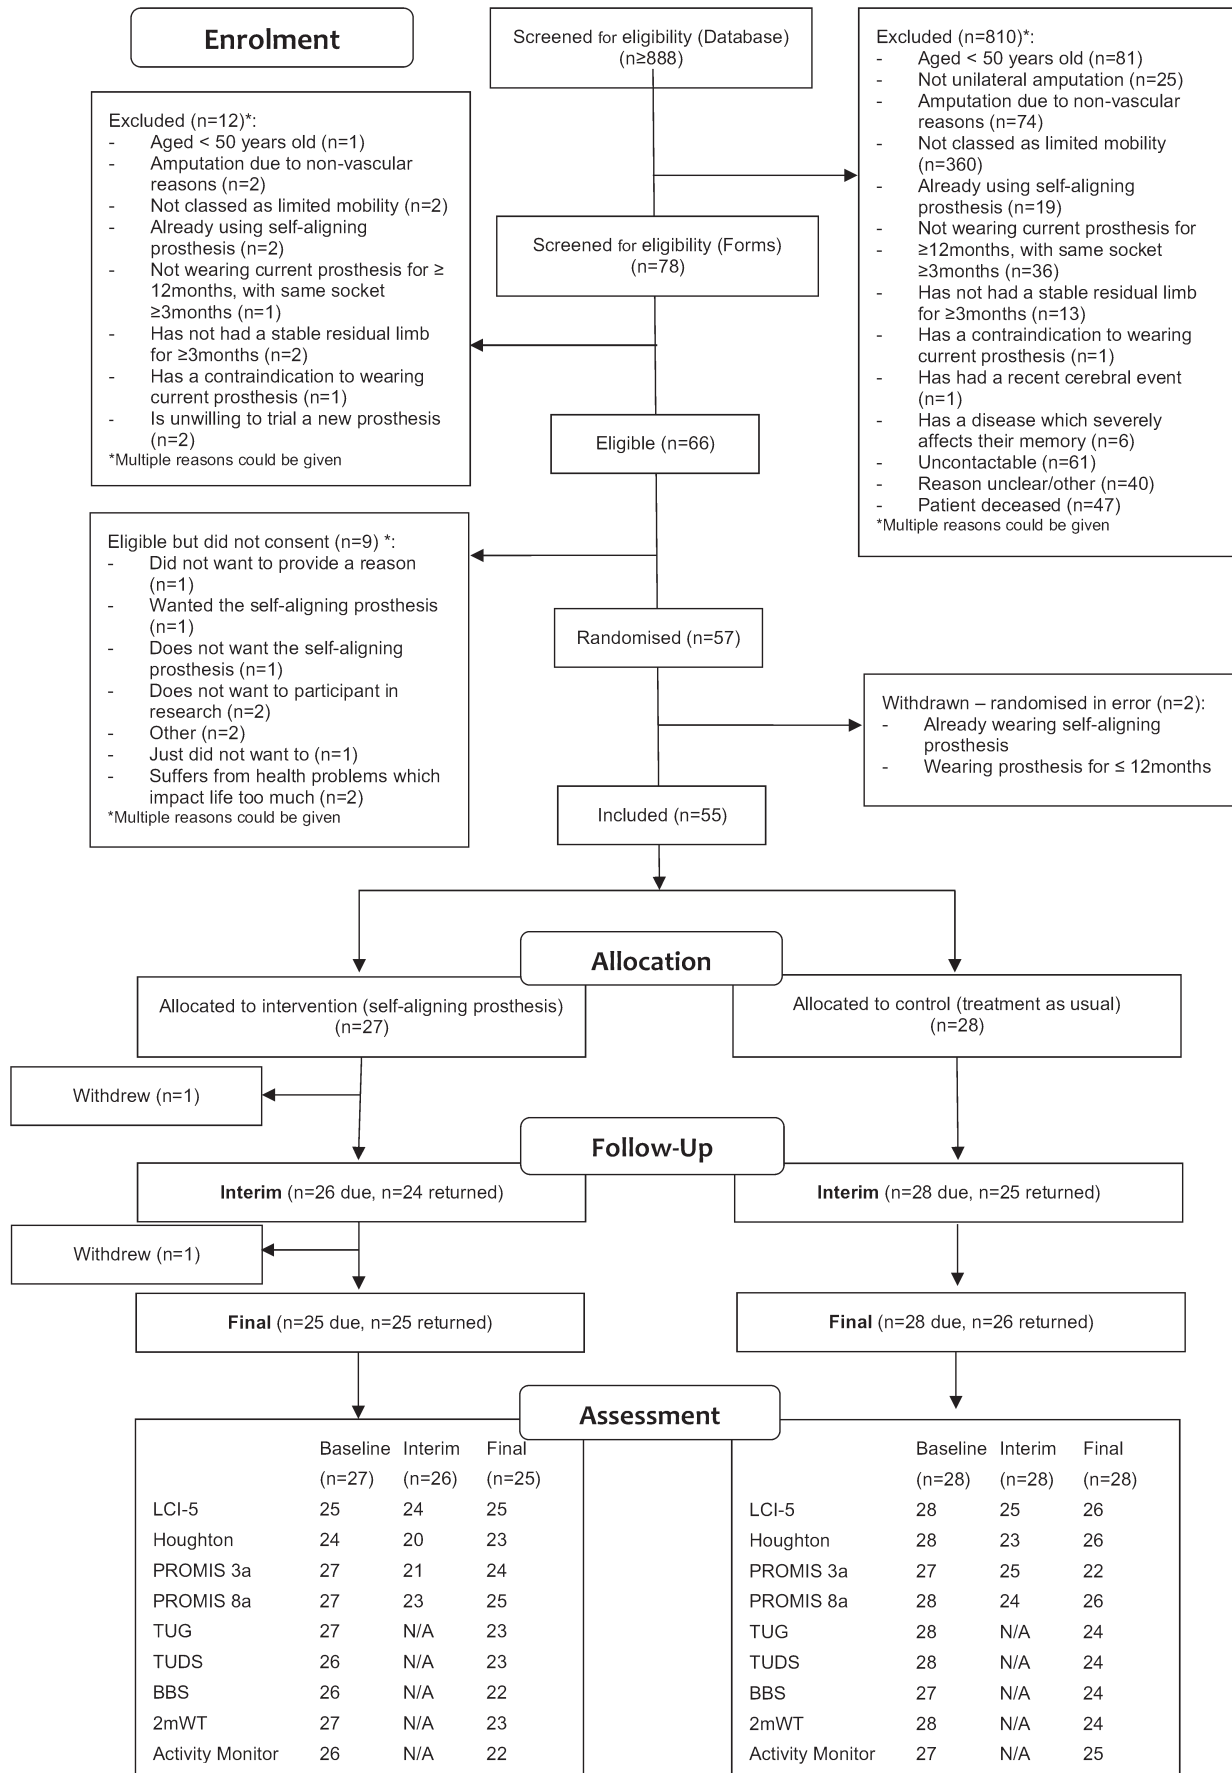 Enrolment
Screened for eligibility (Database)
(n≥888)
Excluded (n=810)*:
- Aged < 50 years old (n=81)
- Not unilateral amputation (n=25)
- Amputation due to non-vascular
reasons (n=74)
- Not classed as limited mobility
(n=360)
- Already using self-aligning
prosthesis (n=19)
- Not wearing current prosthesis for
- ≥12months, with same socket
≥3months (n=36)
- Has not had a stable residual limb
for ≥3months (n=13)
- Has a contraindication to wearing
current prosthesis (n=1)
- Has had a recent cerebral event
(n=1)
- Has a disease which severely
affects their memory (n=6)
- Uncontactable (n=61)
- Reason unclear/other (n=40)
- Patient deceased (n=47)
*Multiple reasons could be given
Excluded (n=12)*:
- Aged < 50 years old (n=1)
- Amputation due to non-vascular
reasons (n=2)
- Not classed as limited mobility (n=2)
- Already using self-aligning
prosthesis (n=2)
- Not wearing current prosthesis for ≥
12months, with same socket
≥3months (n=1)
- Has not had a stable residual limb
for ≥3months (n=2)
- Has a contraindication to wearing
current prosthesis (n=1)
- Is unwilling to trial a new prosthesis
(n=2)
*Multiple reasons could be given
Screened for eligibility (Forms)
(n=78)
Eligible (n=66)
Eligible but did not consent (n=9) *:
- Did not want to provide a reason
(n=1)
- Wanted the self-aligning prosthesis
(n=1)
- Does not want the self-aligning
prosthesis (n=1)
- Does not want to participant in
research (n=2)
- Other (n=2)
- Just did not want to (n=1)
- Suffers from health problems which
impact life too much (n=2)
*Multiple reasons could be given
Randomised (n=57)
Withdrawn – randomised in error (n=2):
- Already wearing self-aligning
prosthesis
- Wearing prosthesis for ≤ 12months
Included (n=55)
Allocation
Allocated to intervention (self-aligning prosthesis)
(n=27)
Allocated to control (treatment as usual)
(n=28)
Withdrew (n=1)
Follow-Up
Interim (n=26 due, n=24 returned)
Interim (n=28 due, n=25 returned)
Withdrew (n=1)
Final (n=25 due, n=25 returned)
Final (n=28 due, n=26 returned)
Assessment
Baseline Interim Final
(n=27) (n=26) (n=25)
LCI-5 25 24 25
Houghton 24 20 23
PROMIS 3a 27 21 24
PROMIS 8a 27 23 25
TUG 27 N/A 23
TUDS 26 N/A 23
BBS 26 N/A 22
2mWT 27 N/A 23
Activity Monitor 26 N/A 22
Baseline Interim Final
(n=28) (n=28) (n=28)
LCI-5 28 25 26
Houghton 28 23 26
PROMIS 3a 27 25 22
PROMIS 8a 28 24 26
TUG 28 N/A 24
TUDS 28 N/A 24
BBS 27 N/A 24
2mWT 28 N/A 24
Activity Monitor 27 N/A 25